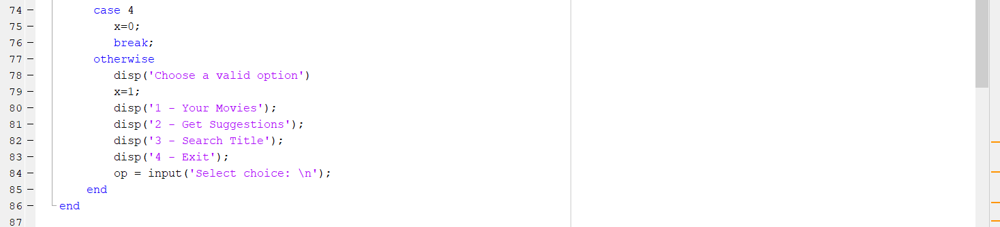 74 – case 4
75 – x=0;
76 – break;
77 – otherwise
78 – disp('Choose a valid option')
79 – x=1;
80 – disp('1 - Your Movies');
81 – disp('2 - Get Suggestions');
82 – disp('3 - Search Title');
83 – disp('4 - Exit');
84 – op = input('Select choice: \n');
85 – end
86 – end
87